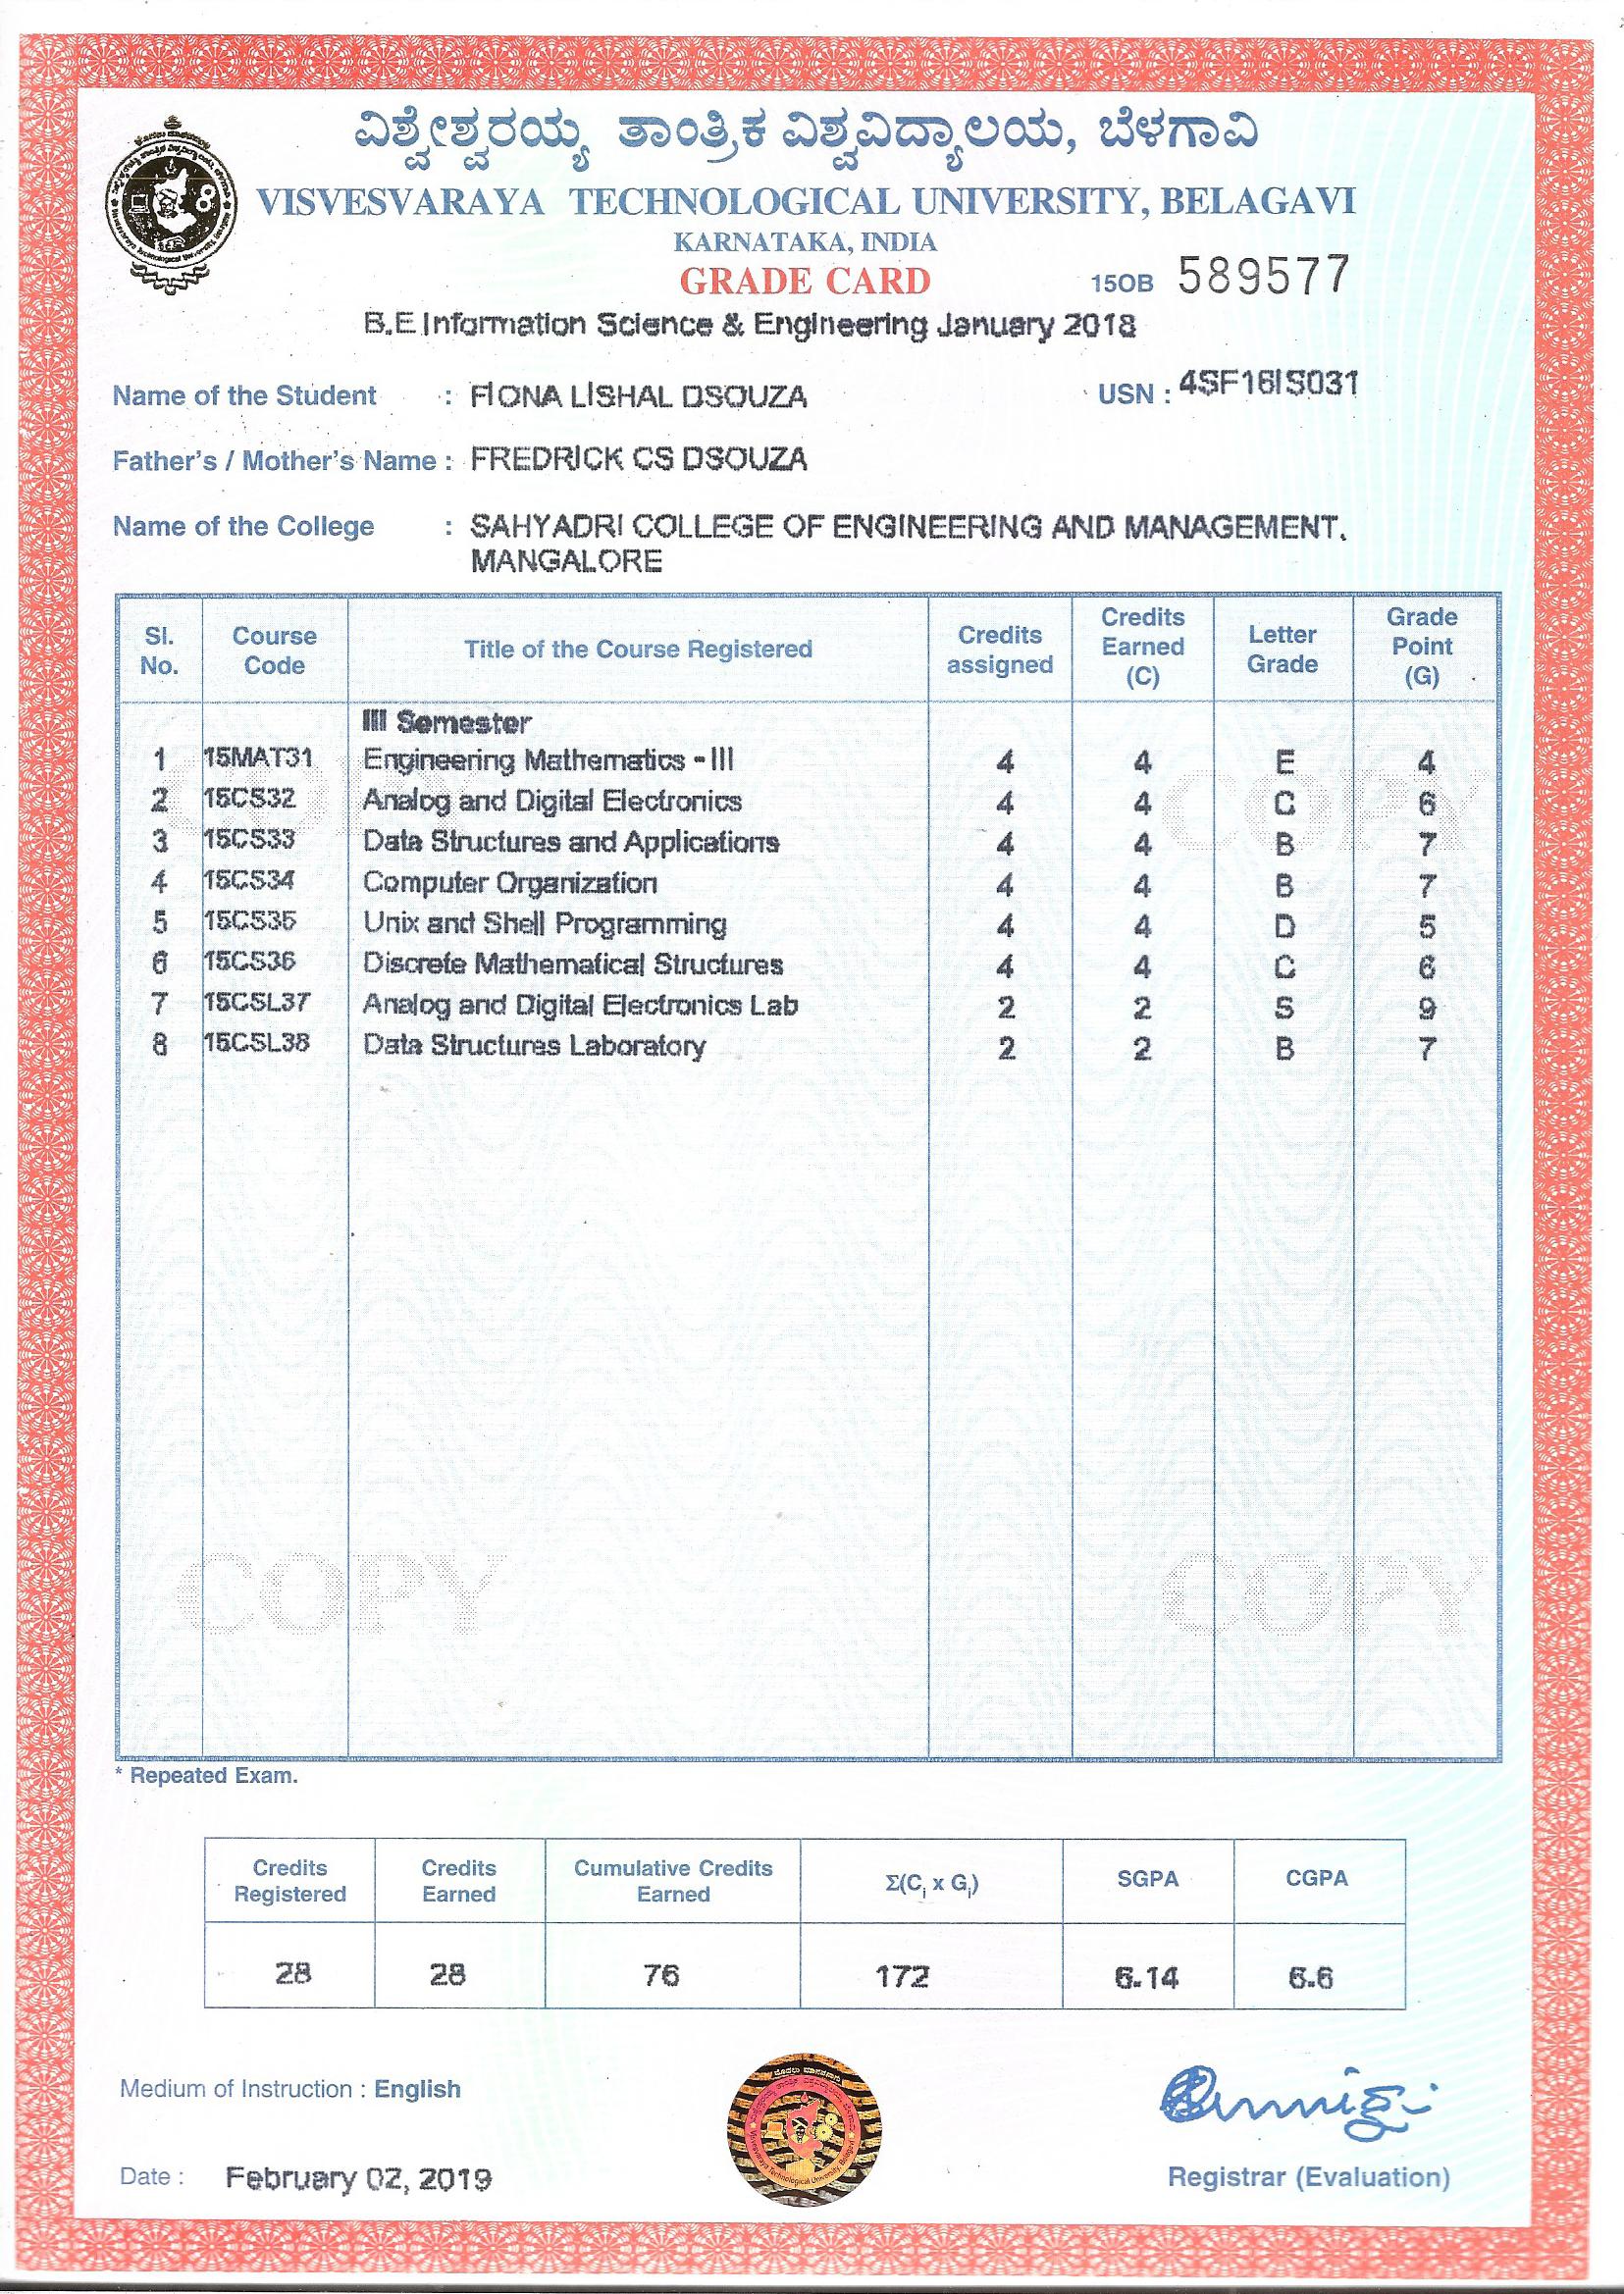 ವಿಶ್ವೇಶ್ವರಯ್ಯ ತಾಂತ್ರಿಕ ವಿಶ್ವವಿದ್ಯಾಲಯ, ಬೆಳಗಾವಿ
VISVESVARAYA TECHNOLOGICAL UNIVERSITY, BELAGAVI
KARNATAKA, INDIA
GRADE CARD 15OB 589577
B.E Information Science & Engineering January 2018
Name of the Student : FIONA LISHAL DSOUZA USN : 4SF16IS031
Father's / Mother's Name : FREDRICK CS DSOUZA
Name of the College : SAHYADRI COLLEGE OF ENGINEERING AND MANAGEMENT,
MANGALORE
Sl. No. Course Code Title of the Course Registered Credits assigned Credits Earned (C) Letter Grade Grade Point (G)
III Semester
1 15MAT31 Engineering Mathematics - III 4 4 E 4
2 15CS32 Analog and Digital Electronics 4 4 C 6
3 15CS33 Data Structures and Applications 4 4 B 7
4 15CS34 Computer Organization 4 4 B 7
5 15CS35 Unix and Shell Programming 4 4 D 5
6 15CS36 Discrete Mathematical Structures 4 4 C 6
7 15CSL37 Analog and Digital Electronics Lab 2 2 S 9
8 15CSL38 Data Structures Laboratory 2 2 B 7
COPY
COPY COPY
* Repeated Exam.
Credits Registered Credits Earned Cumulative Credits Earned Σ(Ci x Gi) SGPA CGPA
28 28 76 172 6.14 6.6
Medium of Instruction : English
Date : February 02, 2019
Registrar (Evaluation)